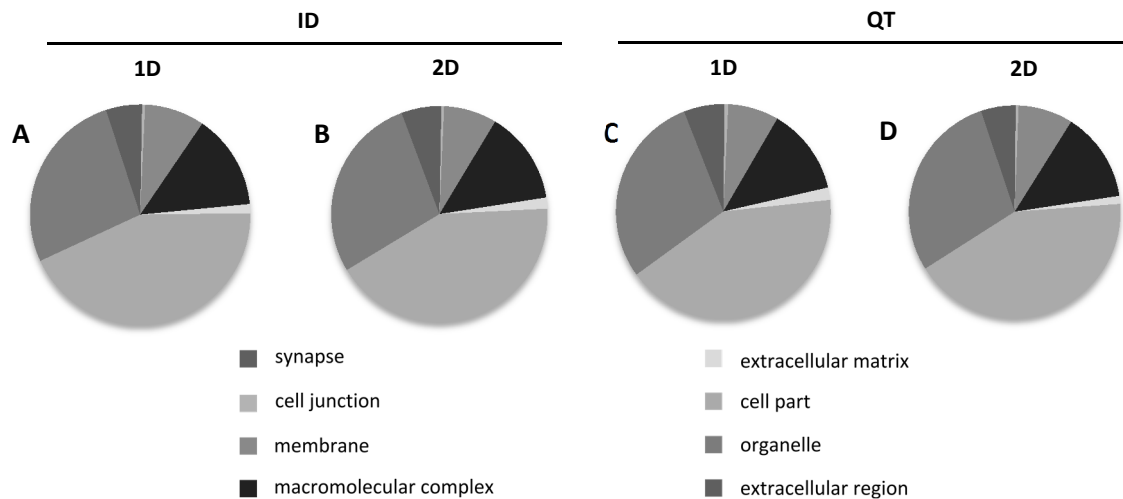 ID
QT
1D
2D
1D
2D
A
B
C
D
synapse
cell junction
membrane
macromolecular complex
extracellular matrix
cell part
organelle
extracellular region